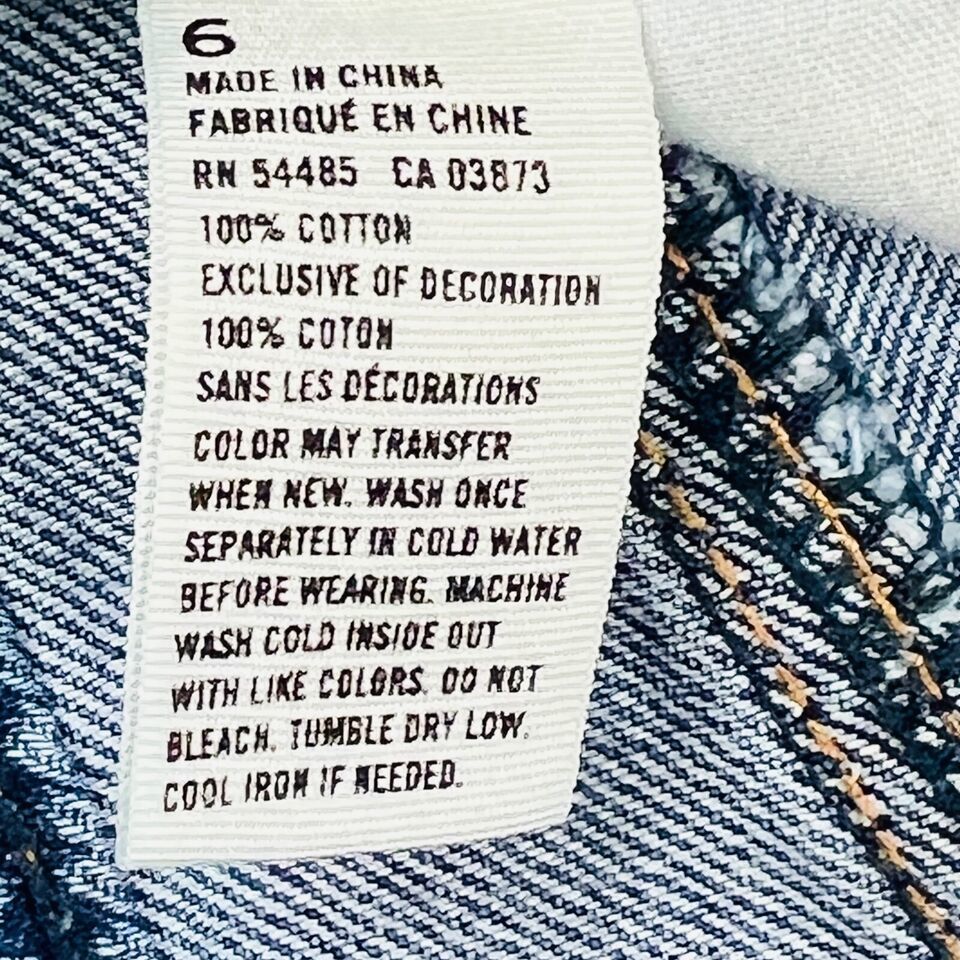 6
MADE IN CHINA
FABRIQUÉ EN CHINE
RN 54485 CA 03873
100% COTTON
EXCLUSIVE OF DECORATION
100% COTON
SANS LES DÉCORATIONS
COLOR MAY TRANSFER
WHEN NEW. WASH ONCE
SEPARATELY IN COLD WATER
BEFORE WEARING. MACHINE
WASH COLD INSIDE OUT
WITH LIKE COLORS. DO NOT
BLEACH. TUMBLE DRY LOW.
COOL IRON IF NEEDED.